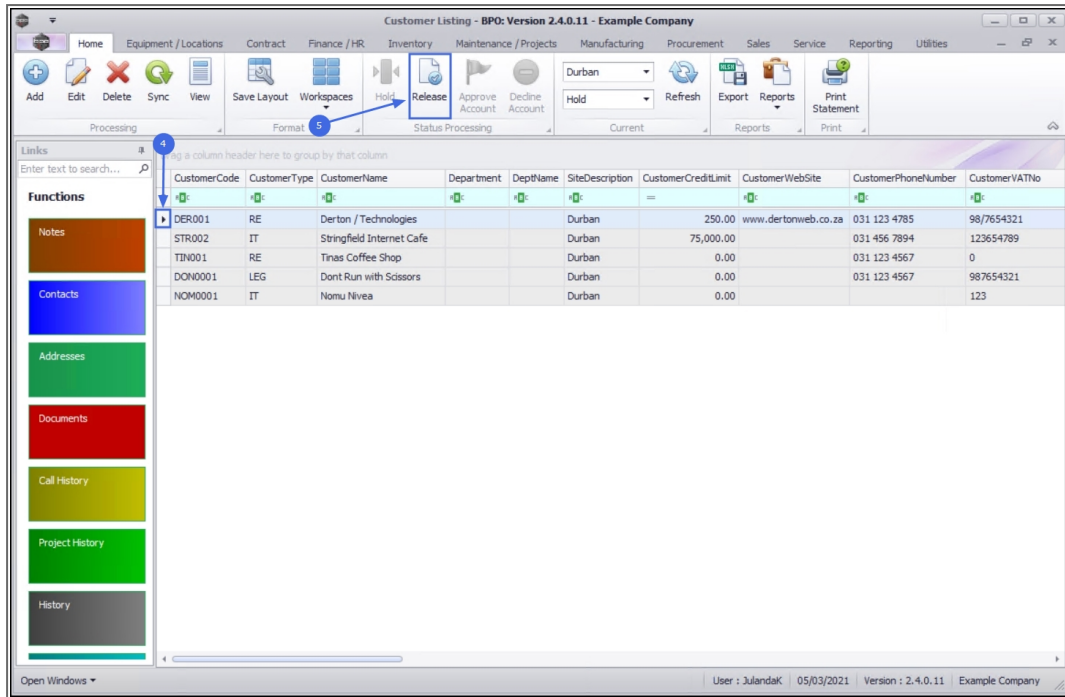 Customer Listing - BPO: Version 2.4.0.11 - Example Company
Home Equipment / Locations Contract Finance / HR Inventory Maintenance / Projects Manufacturing Procurement Sales Service Reporting Utilities
Add Edit Delete Sync View Save Layout Workspaces Hold Release Approve Account Decline Account Durban Hold Refresh Export Reports Print Statement
Processing Format Status Processing Current Reports Print
5
4
Links
Enter text to search...
Functions
Notes
Contacts
Addresses
Documents
Call History
Project History
History
ag a column header here to group by that column
CustomerCode CustomerType CustomerName Department DeptName SiteDescription CustomerCreditLimit CustomerWebSite CustomerPhoneNumber CustomerVATNo
=
DER001 RE Derton / Technologies Durban 250.00 www.dertonweb.co.za 031 123 4785 98/7654321
STR002 IT Stringfield Internet Cafe Durban 75,000.00 031 456 7894 123654789
TIN001 RE Tinas Coffee Shop Durban 0.00 031 123 4567 0
DON0001 LEG Dont Run with Scissors Durban 0.00 031 123 4567 987654321
NOM0001 IT Nomu Nivea Durban 0.00 123
Open Windows User : JulandaK 05/03/2021 Version : 2.4.0.11 Example Company